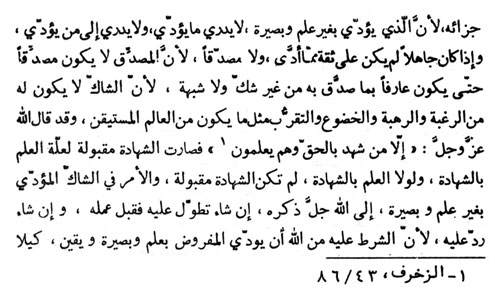 جزائه، لأنّ الّذي يؤدّي بغير علم وبصيرة ، لايدري مايؤدّي، ولايدري إلى من يؤدّي ،
وإذا كان جاهلاً لم يكن على ثقة ممّا أدَّى ، ولا مصدّقاً ، لأنَّ المصدّق لا يكون مصدّقاً
حتّى يكون عارفاً بما صدَّق به من غير شكّ ولا شبهة ، لأنّ الشاكّ لا يكون له
من الرغبة والرهبة والخضوع والتقرُّب مثل ما يكون من العالم المستيقن ، وقد قال الله
عزَّ وجلَّ : « إلّا من شهد بالحقّ وهم يعلمون ١ » فصارت الشهادة مقبولة لعلّة العلم
بالشهادة ، ولولا العلم بالشهادة ، لم تكن الشهادة مقبولة ، والأمر في الشاكّ المؤدّي
بغير علم و بصيرة ، إلى الله جلَّ ذكره ، إن شاء تطوّل عليه فقبل عمله ، و إن شاء
ردّ عليه ، لأنّ الشرط عليه من الله أن يودّي المفروض بعلم وبصيرة و يقين ، كيلا
١- الزخرف، ٨٦/٤٣